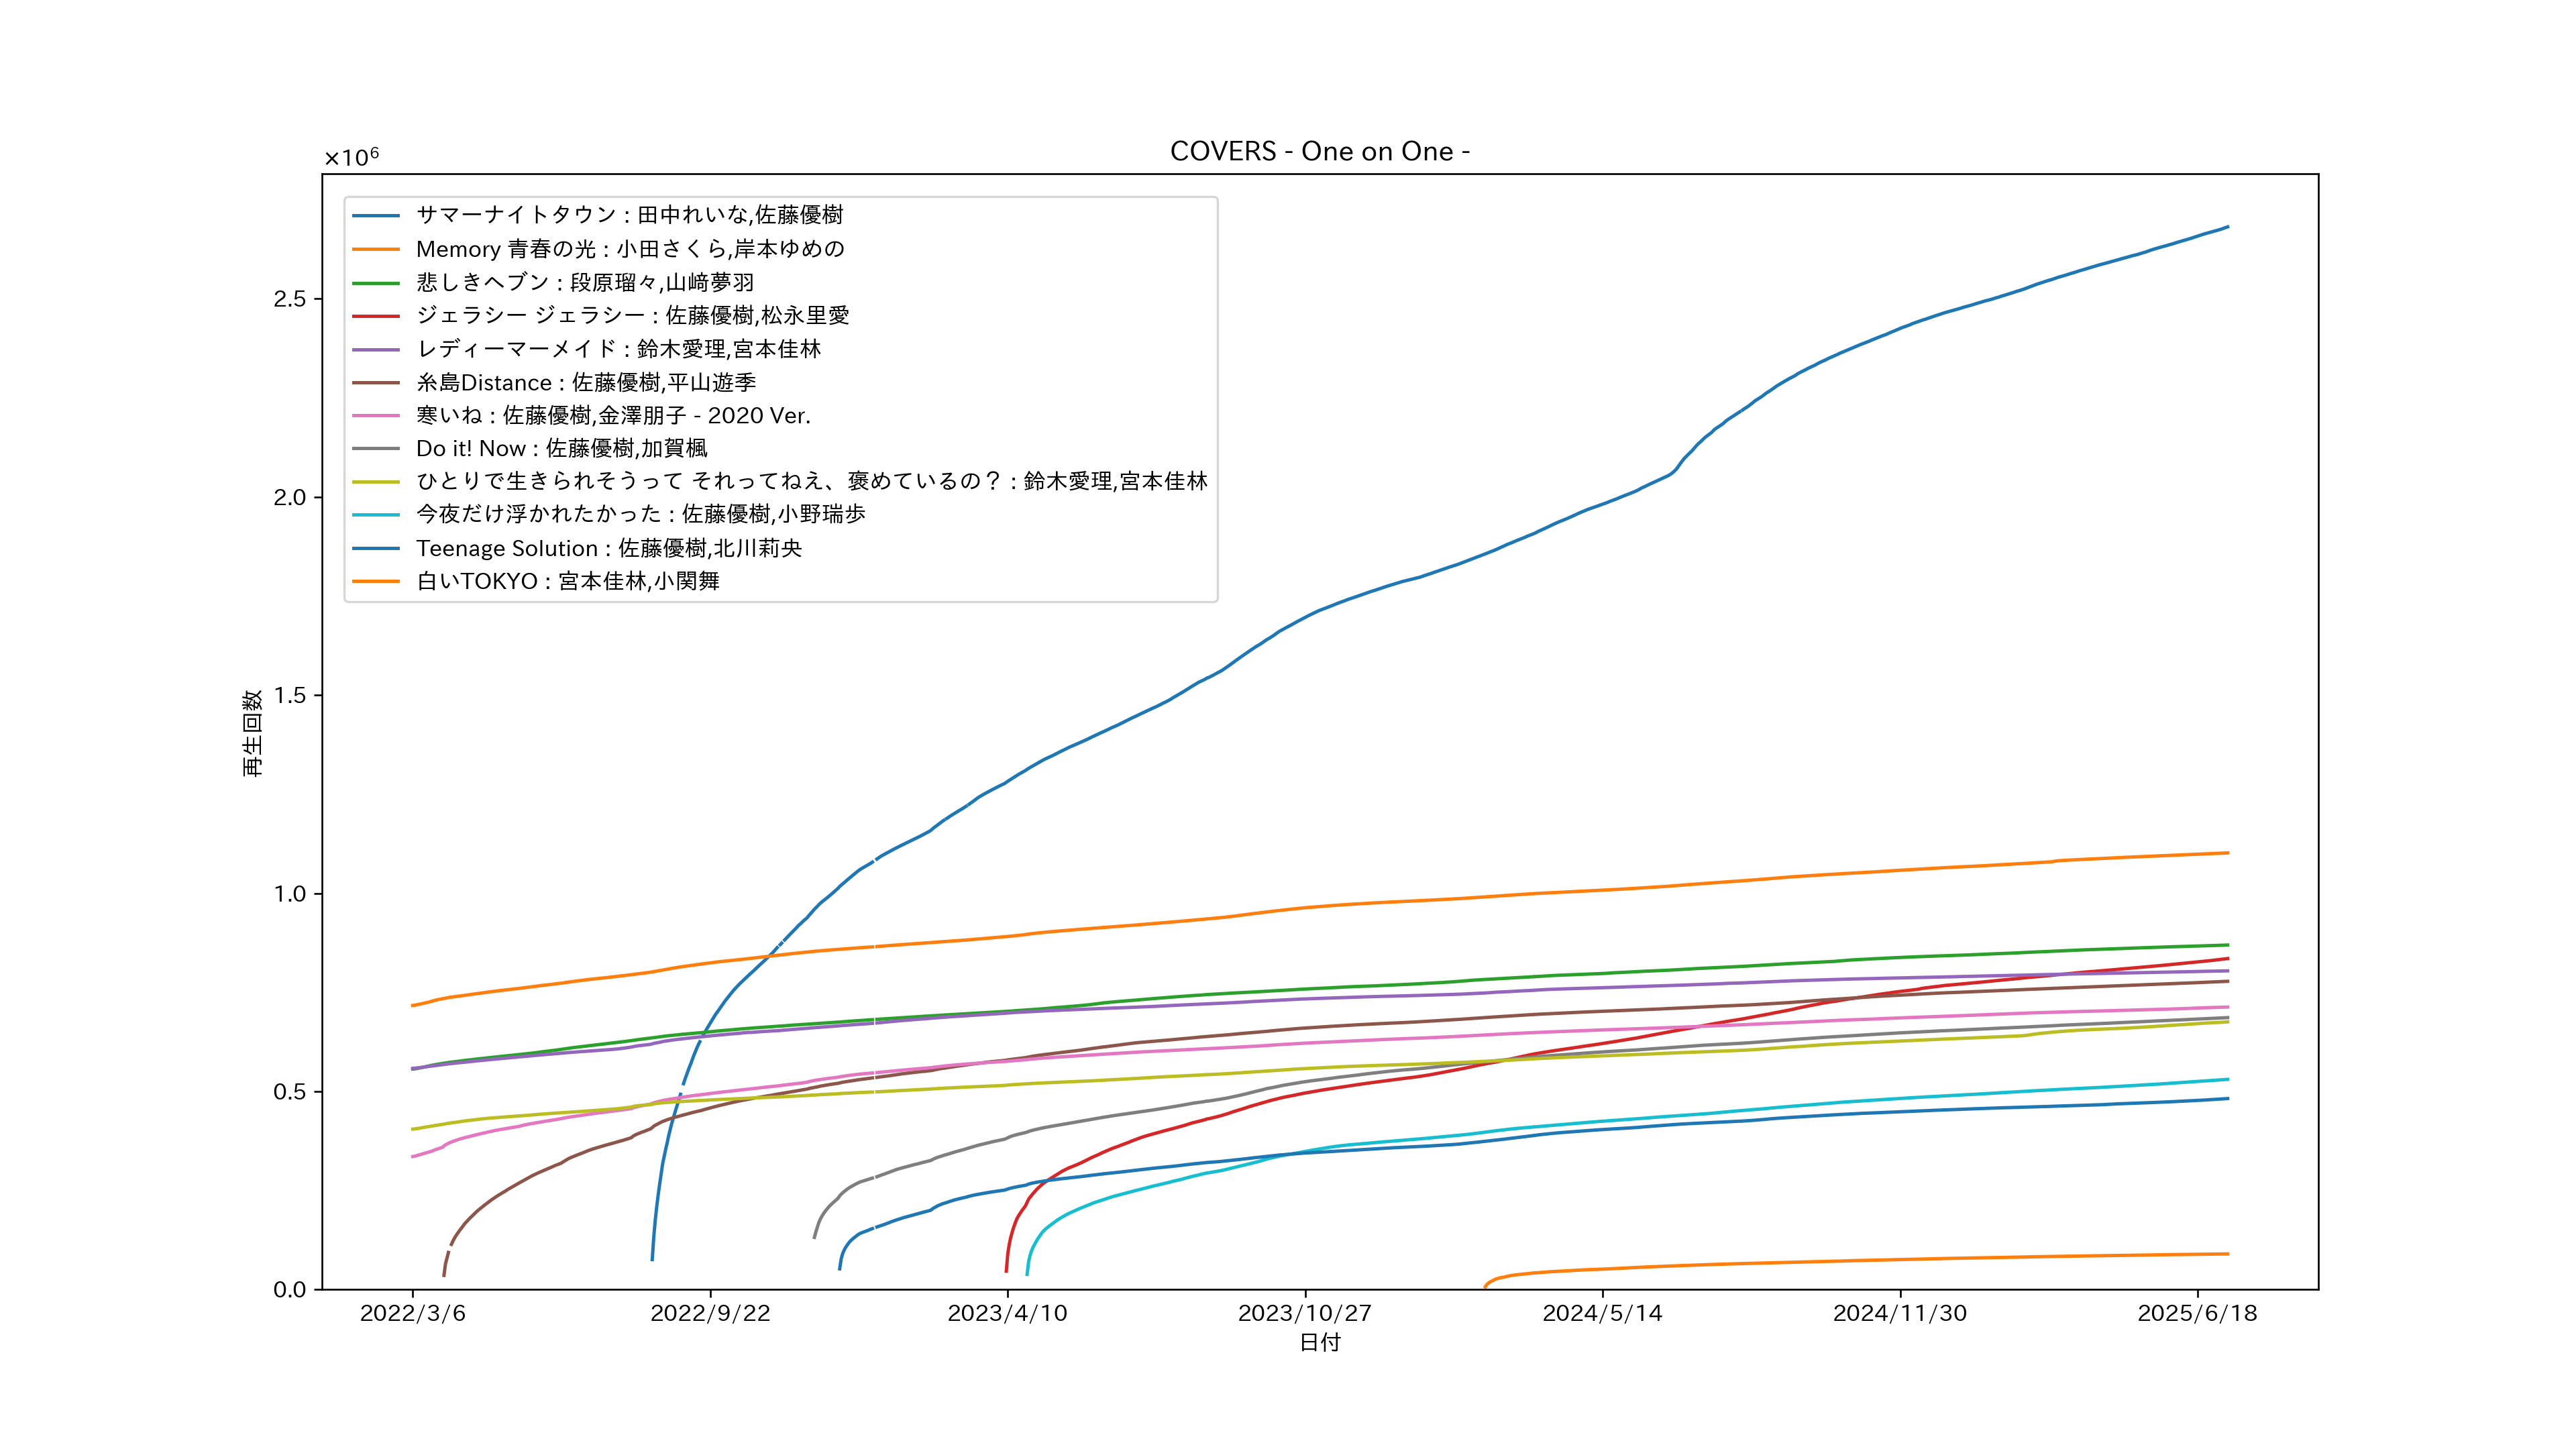 COVERS - One on One -
×10⁶
サマーナイトタウン : 田中れいな,佐藤優樹
Memory 青春の光 : 小田さくら,岸本ゆめの
悲しきヘブン : 段原瑠々,山﨑夢羽
ジェラシー ジェラシー : 佐藤優樹,松永里愛
レディーマーメイド : 鈴木愛理,宮本佳林
糸島Distance : 佐藤優樹,平山遊季
寒いね : 佐藤優樹,金澤朋子 - 2020 Ver.
Do it! Now : 佐藤優樹,加賀楓
ひとりで生きられそうって それってねえ、褒めているの？ : 鈴木愛理,宮本佳林
今夜だけ浮かれたかった : 佐藤優樹,小野瑞歩
Teenage Solution : 佐藤優樹,北川莉央
白いTOKYO : 宮本佳林,小関舞
2.5
2.0
1.5
1.0
0.5
0.0
再生回数
2022/3/6
2022/9/22
2023/4/10
2023/10/27
2024/5/14
2024/11/30
2025/6/18
日付